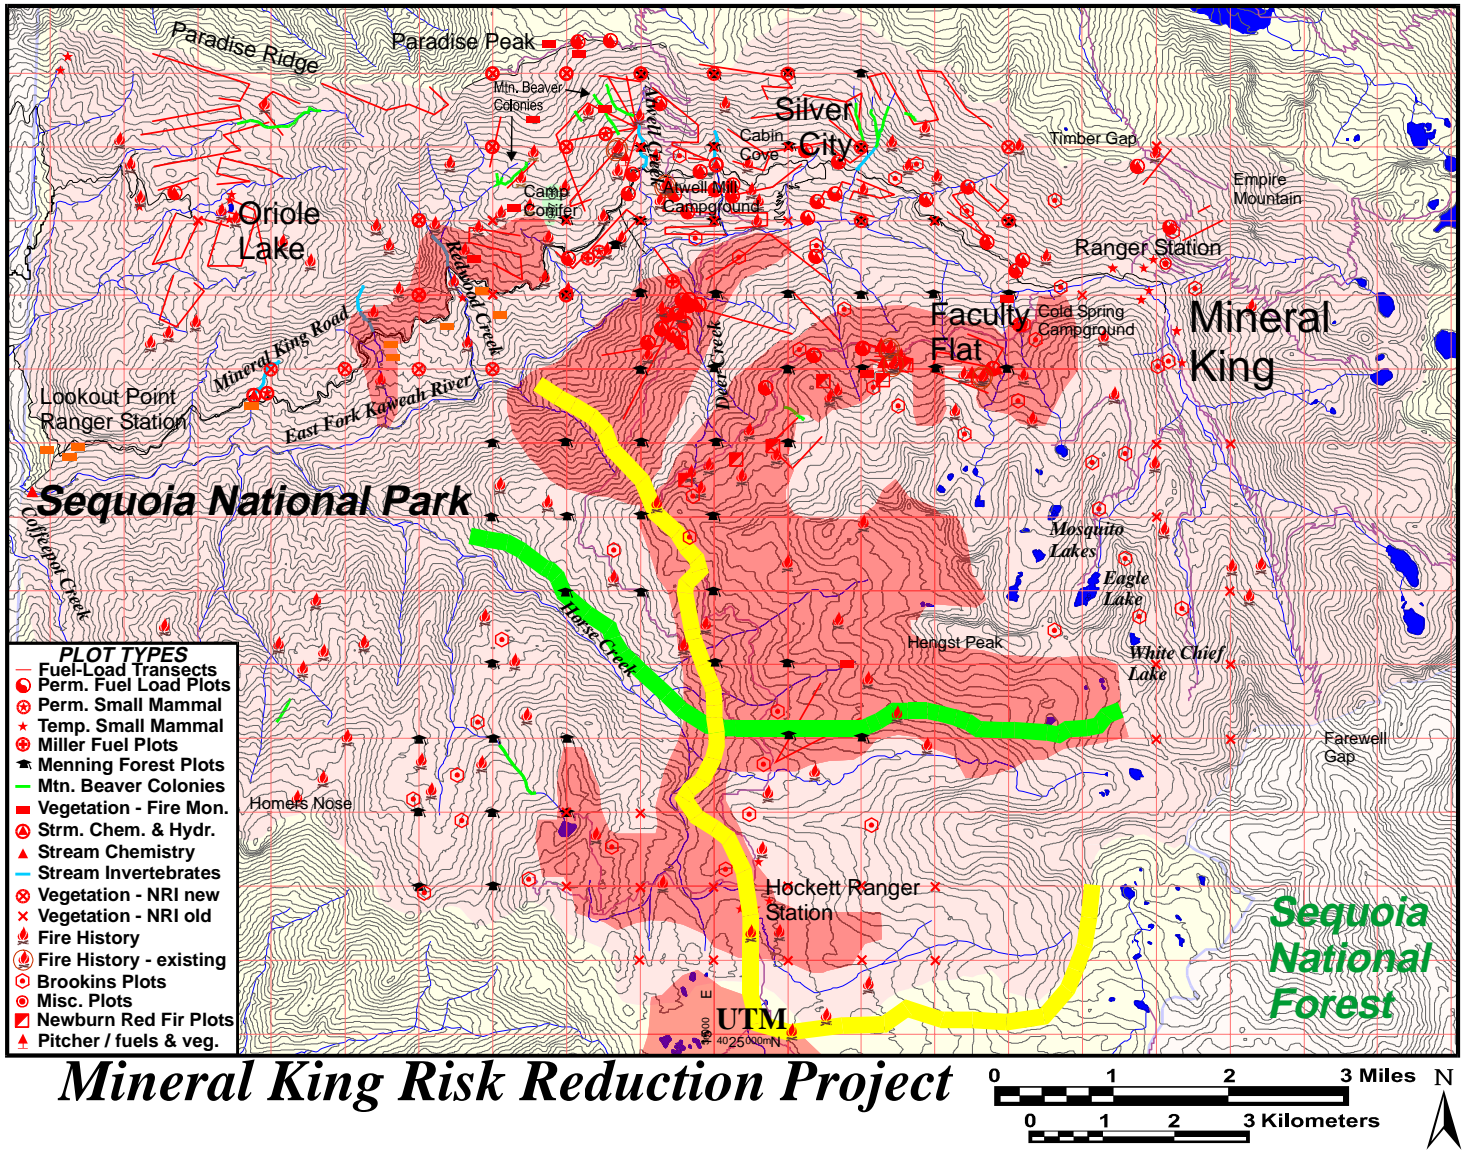 Paradise Ridge
Paradise Peak
Mtn. Beaver
Colonies
Atwell Creek
Silver
City
Cabin
Cove
Timber Gap
Empire
Mountain
Camp
Conifer
Atwell Mill
Campground
Oriole
Lake
Redwood Creek
Ranger Station
Mineral King Road
Deer Creek
Faculty
Flat
Cold Spring
Campground
Mineral
King
Lookout Point
Ranger Station
East Fork Kaweah River
Sequoia National Park
Coffeepot Creek
Mosquito
Lakes
Eagle
Lake
Horse Creek
Hengst Peak
White Chief
Lake
Farewell
Gap
Homers Nose
Hockett Ranger
Station
Sequoia
National
Forest
UTM
4025000mN
E
PLOT TYPES
Fuel-Load Transects
Perm. Fuel Load Plots
Perm. Small Mammal
Temp. Small Mammal
Miller Fuel Plots
Menning Forest Plots
Mtn. Beaver Colonies
Vegetation - Fire Mon.
Strm. Chem. & Hydr.
Stream Chemistry
Stream Invertebrates
Vegetation - NRI new
Vegetation - NRI old
Fire History
Fire History - existing
Brookins Plots
Misc. Plots
Newburn Red Fir Plots
Pitcher / fuels & veg.
Mineral King Risk Reduction Project
0 1 2 3 Miles
0 1 2 3 Kilometers
N